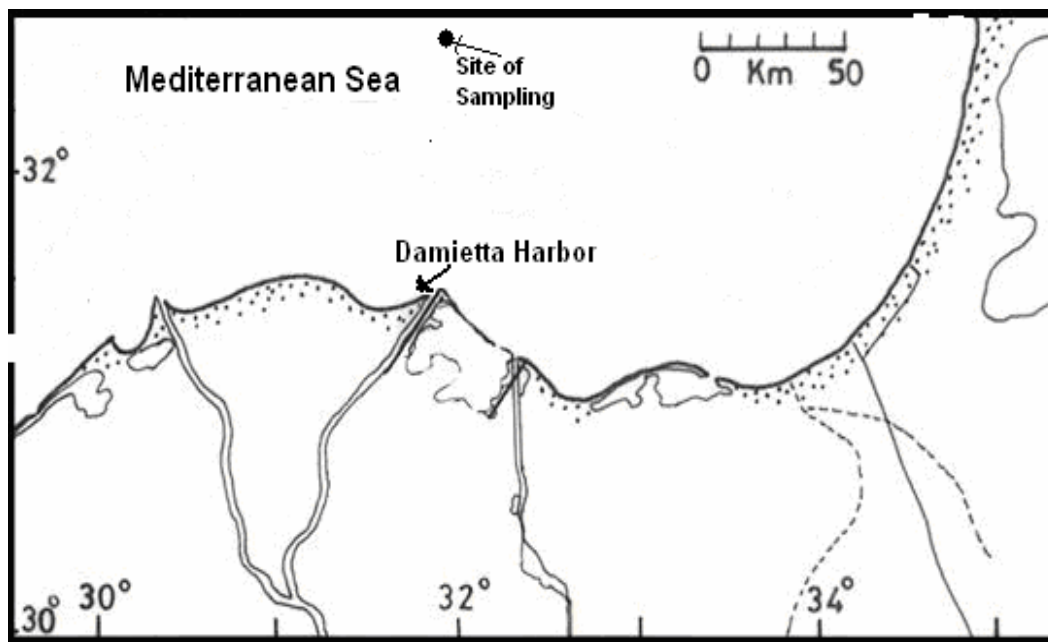 Mediterranean Sea
Site of
Sampling
0 Km 50
32°
Damietta Harbor
30° 30° 32° 34°